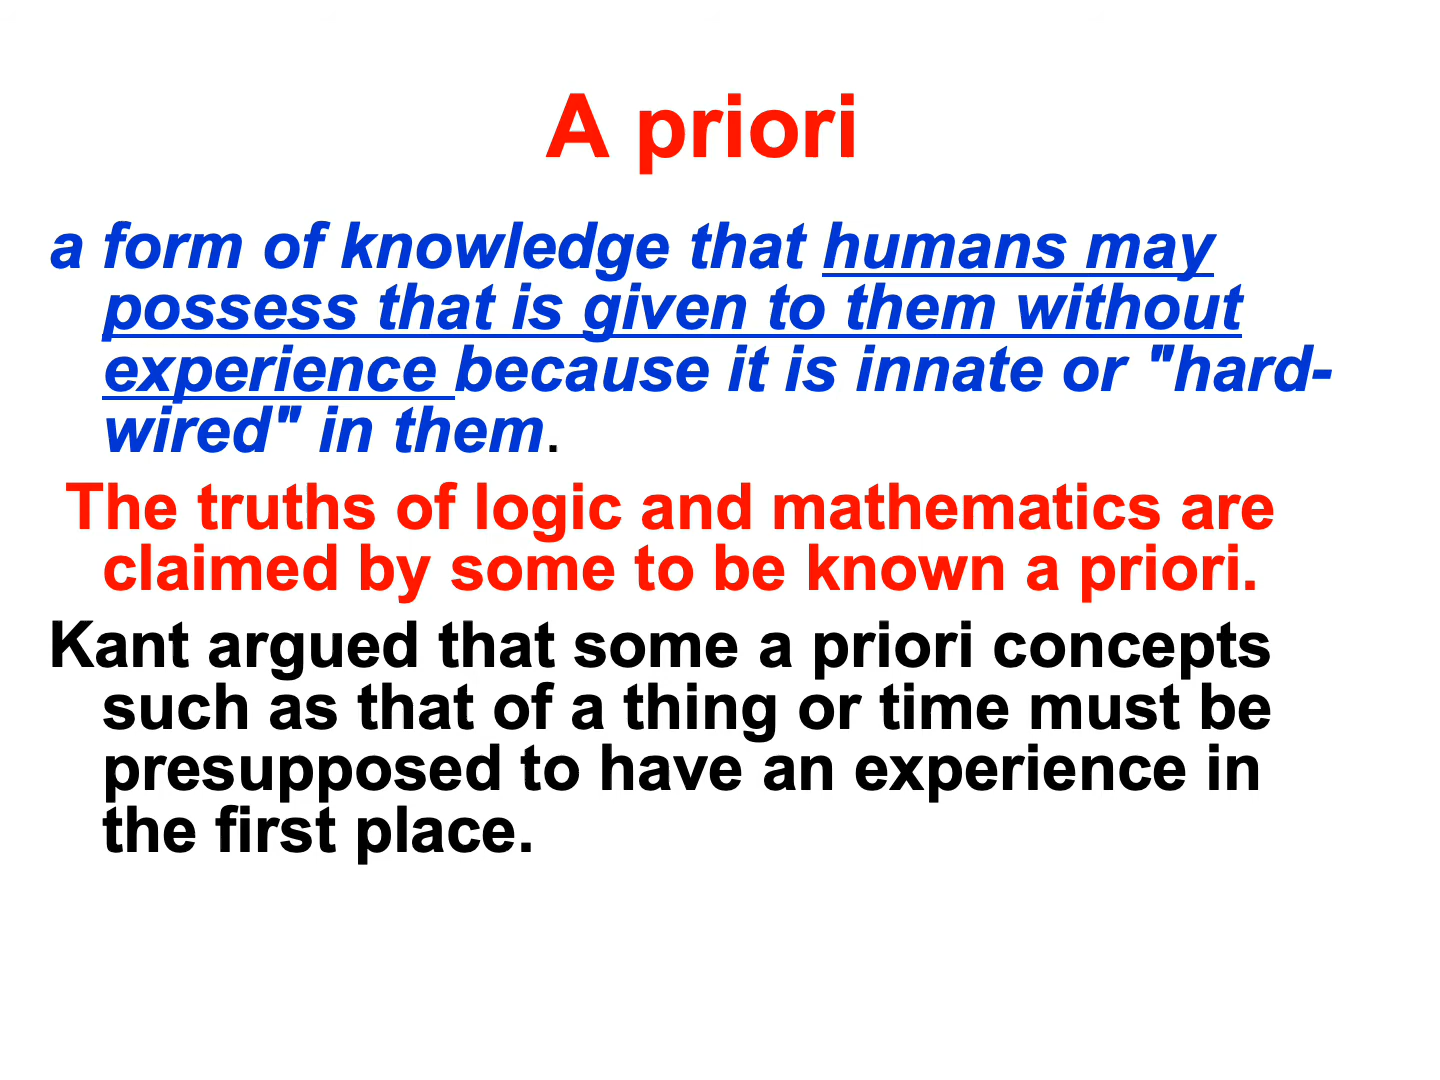 A priori
a form of knowledge that humans may
possess that is given to them without
experience because it is innate or "hard-
wired" in them.
The truths of logic and mathematics are
claimed by some to be known a priori.
Kant argued that some a priori concepts
such as that of a thing or time must be
presupposed to have an experience in
the first place.